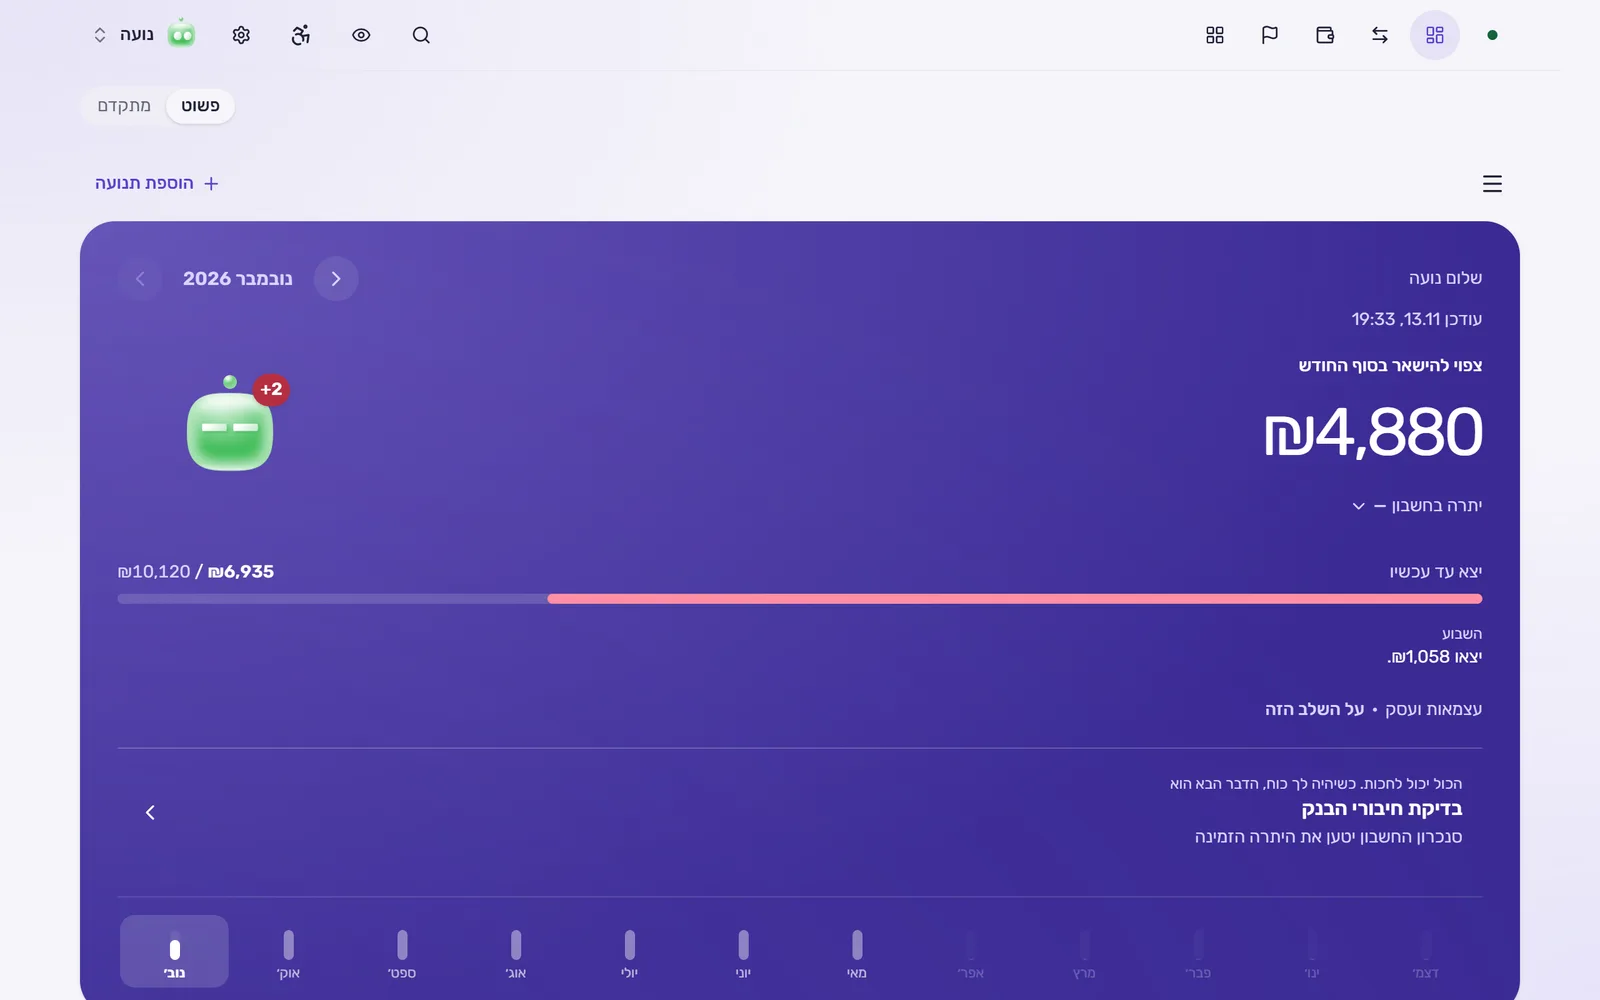 נועה
פשוט
מתקדם
הוספת תנועה
שלום נועה
נובמבר 2026
עודכן 13.11, 19:33
צפוי להישאר בסוף החודש
₪4,880
+2
יתרה בחשבון —
יצא עד עכשיו
₪6,935 / ₪10,120
השבוע
יצאו ₪1,058.
עצמאות ועסק • על השלב הזה
הכול יכול לחכות. כשיהיה לך כוח, הדבר הבא הוא
בדיקת חיבורי הבנק
סנכרון החשבון יטען את היתרה הזמינה
דצמ׳ ינו׳ פבר׳ מרץ אפר׳ מאי יוני יולי אוג׳ ספט׳ אוק׳ נוב׳